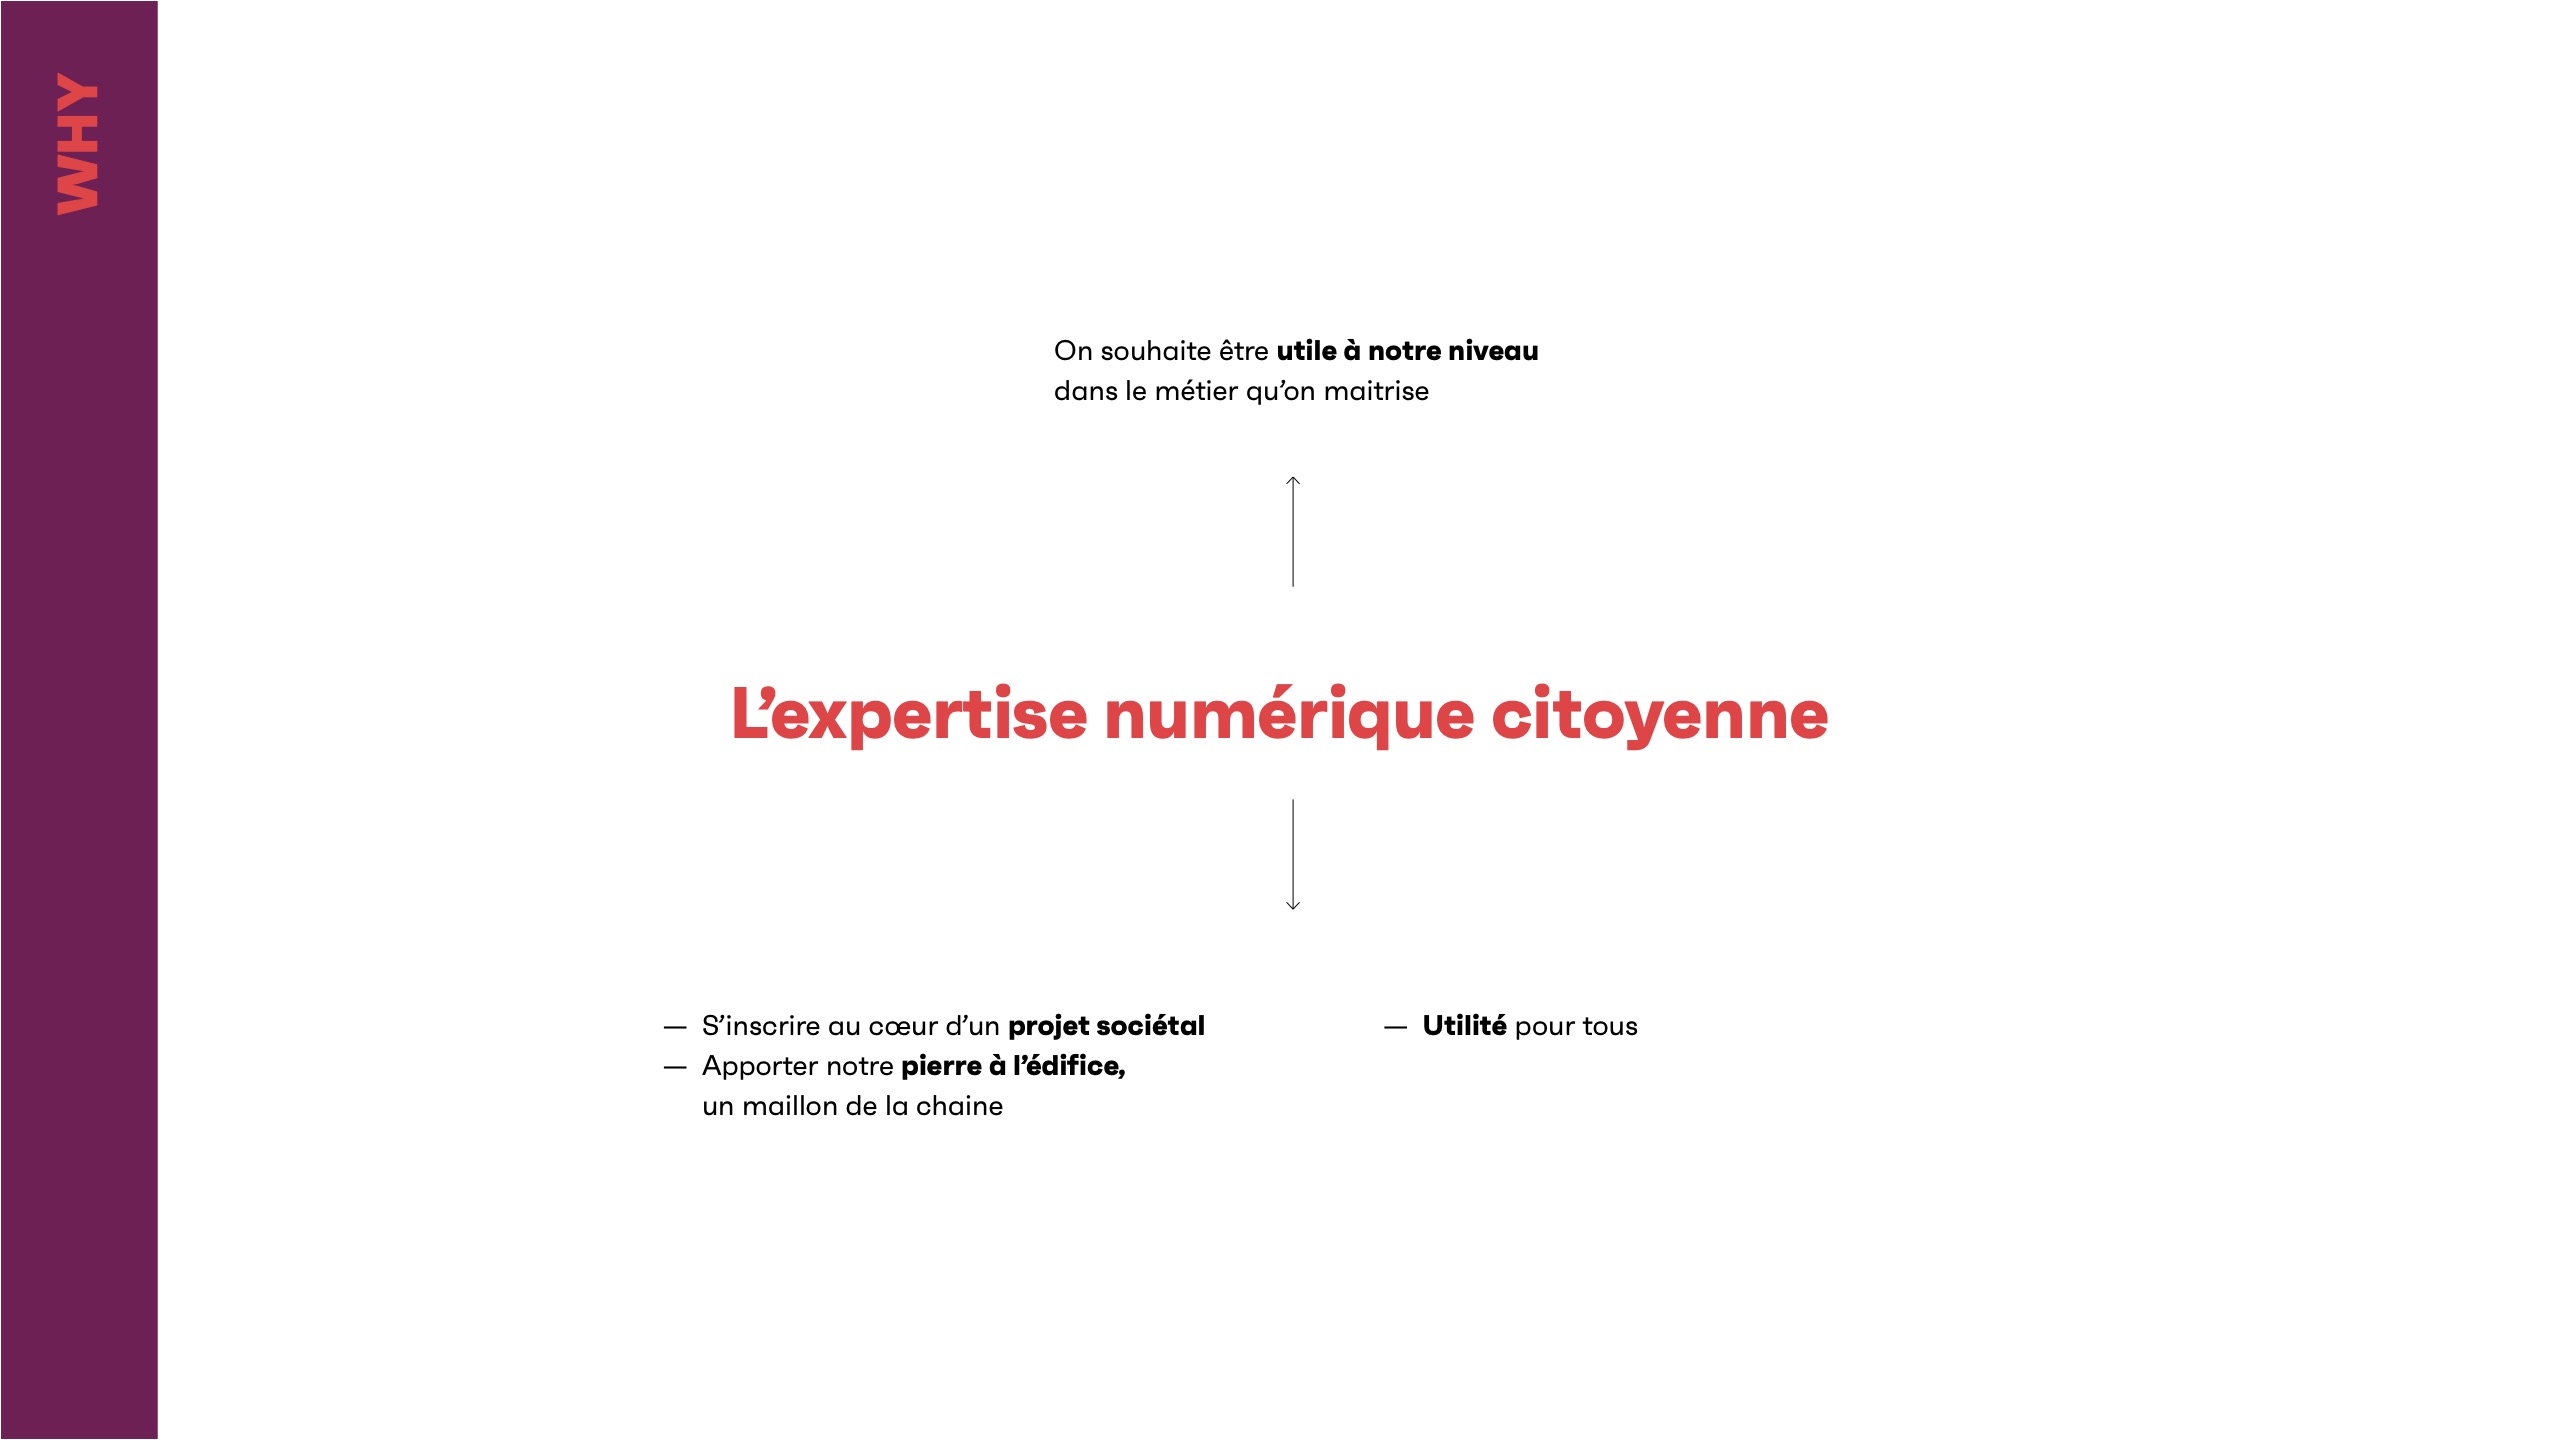 WHY
On souhaite être utile à notre niveau
dans le métier qu’on maitrise
L’expertise numérique citoyenne
— S’inscrire au cœur d’un projet sociétal
— Apporter notre pierre à l’édifice,
un maillon de la chaine
— Utilité pour tous